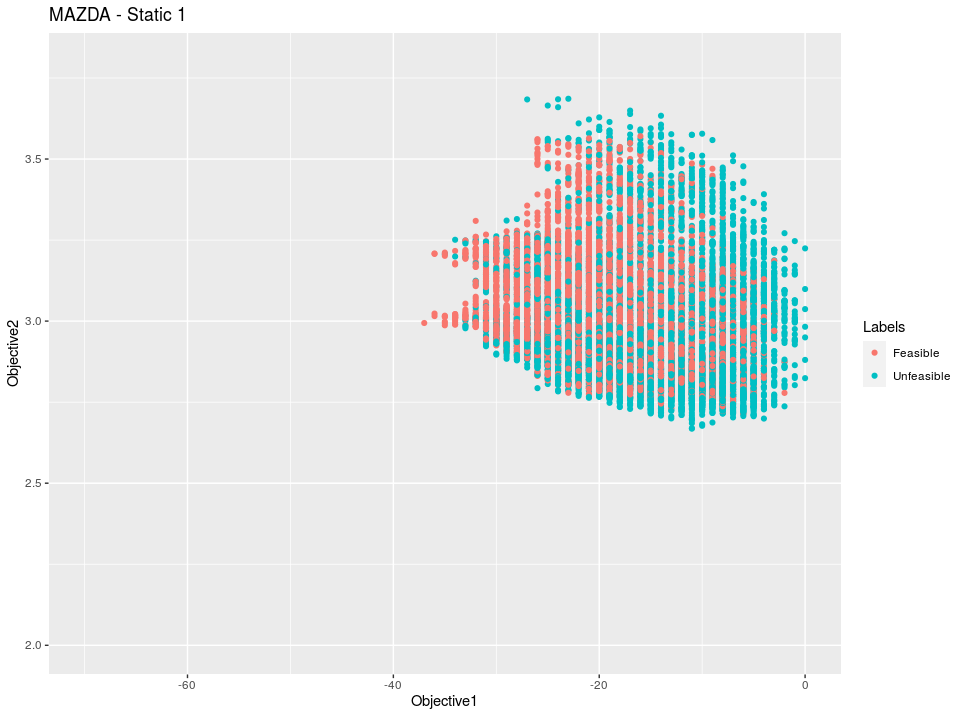 MAZDA - Static 1
Objective2
3.5
3.0
2.5
2.0
-60
-40
-20
0
Objective1
Labels
Feasible
Unfeasible